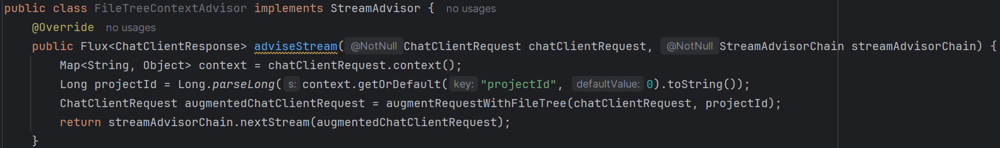 public class FileTreeContextAdvisor implements StreamAdvisor { no usages
@Override no usages
public Flux<ChatClientResponse> adviseStream( @NotNull ChatClientRequest chatClientRequest, @NotNull StreamAdvisorChain streamAdvisorChain) {
Map<String, Object> context = chatClientRequest.context();
Long projectId = Long.parseLong( s: context.getOrDefault( key: "projectId", defaultValue: 0).toString());
ChatClientRequest augmentedChatClientRequest = augmentRequestWithFileTree(chatClientRequest, projectId);
return streamAdvisorChain.nextStream(augmentedChatClientRequest);
}